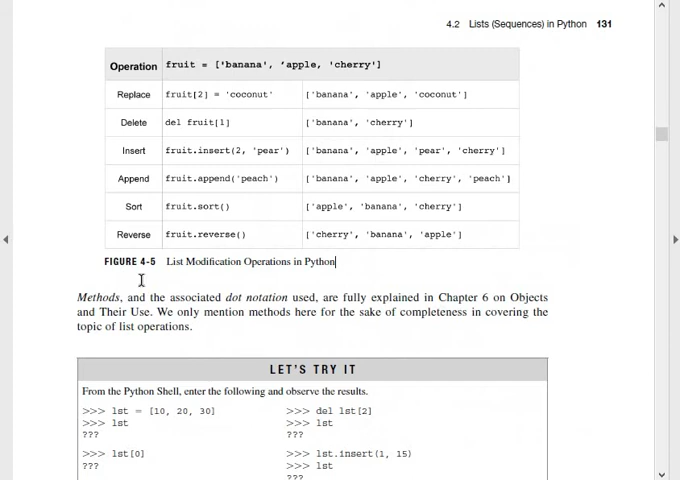 4.2 Lists (Sequences) in Python 131
Operation fruit = ['banana', 'apple, 'cherry']
Replace fruit[2] = 'coconut' ['banana', 'apple', 'coconut']
Delete del fruit[1] ['banana', 'cherry']
Insert fruit.insert(2, 'pear') ['banana', 'apple', 'pear', 'cherry']
Append fruit.append('peach') ['banana', 'apple', 'cherry', 'peach']
Sort fruit.sort() ['apple', 'banana', 'cherry']
Reverse fruit.reverse() ['cherry', 'banana', 'apple']
FIGURE 4-5 List Modification Operations in Python
Methods, and the associated dot notation used, are fully explained in Chapter 6 on Objects
and Their Use. We only mention methods here for the sake of completeness in covering the
topic of list operations.
LET'S TRY IT
From the Python Shell, enter the following and observe the results.
>>> lst = [10, 20, 30] >>> del lst[2]
>>> lst >>> lst
??? ???
>>> lst[0] >>> lst.insert(1, 15)
??? >>> lst
???